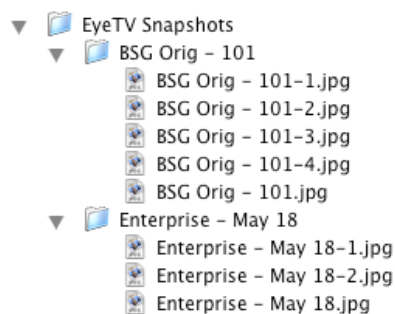 EyeTV Snapshots
BSG Orig – 101
BSG Orig – 101–1.jpg
BSG Orig – 101–2.jpg
BSG Orig – 101–3.jpg
BSG Orig – 101–4.jpg
BSG Orig – 101.jpg
Enterprise – May 18
Enterprise – May 18–1.jpg
Enterprise – May 18–2.jpg
Enterprise – May 18.jpg